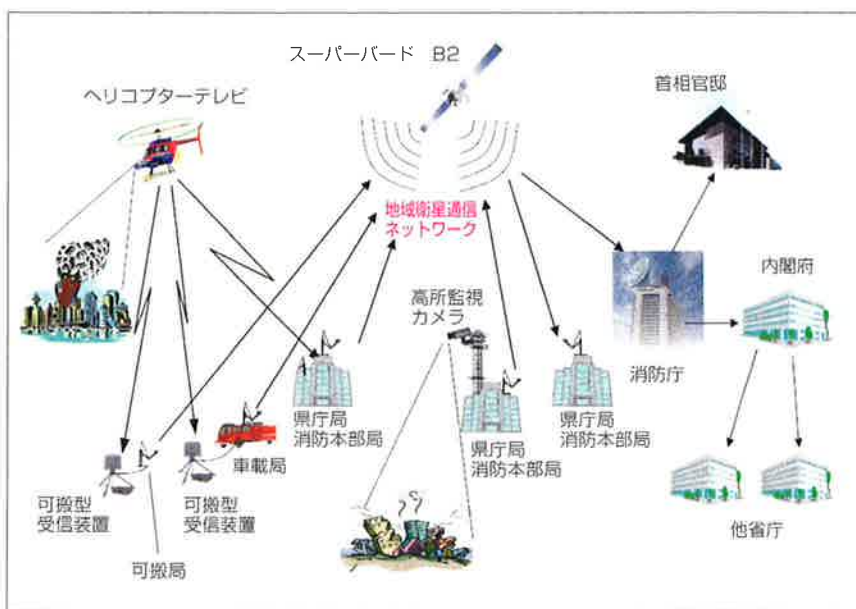 スーパーバード B2
ヘリコプターテレビ
首相官邸
地域衛星通信
ネットワーク
高所監視
カメラ
内閣府
消防庁
県庁局
消防本部局
県庁局
消防本部局
県庁局
消防本部局
車載局
可搬型
受信装置
可搬型
受信装置
可搬局
他省庁